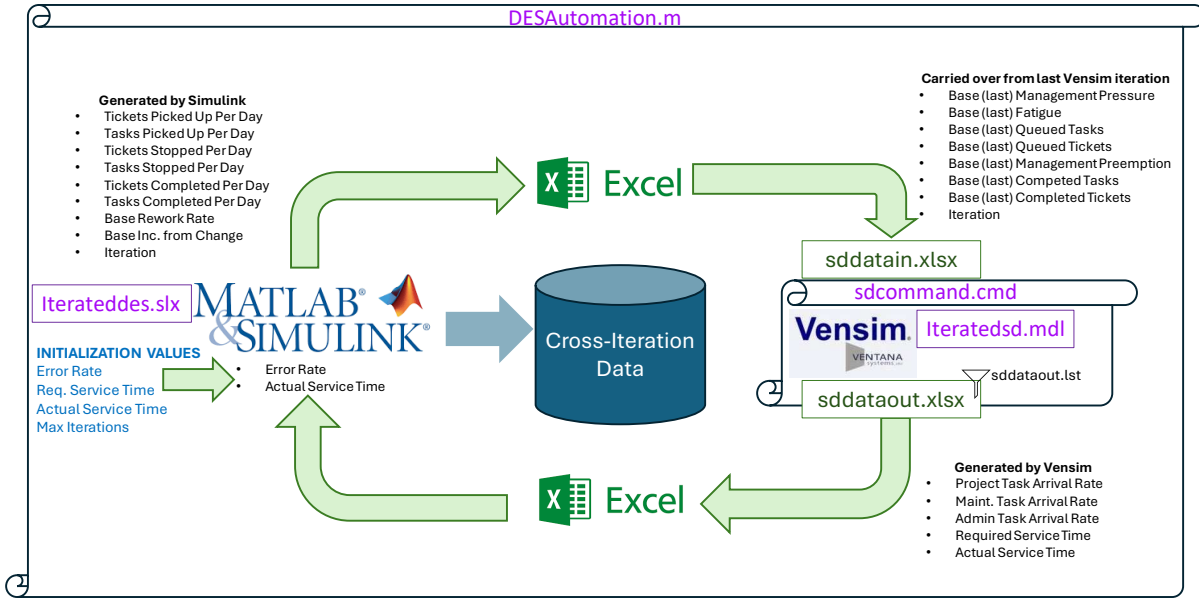 DESAutomation.m
Generated by Simulink
• Tickets Picked Up Per Day
• Tasks Picked Up Per Day
• Tickets Stopped Per Day
• Tasks Stopped Per Day
• Tickets Completed Per Day
• Tasks Completed Per Day
• Base Rework Rate
• Base Inc. from Change
• Iteration
Carried over from last Vensim iteration
• Base (last) Management Pressure
• Base (last) Fatigue
• Base (last) Queued Tasks
• Base (last) Queued Tickets
• Base (last) Management Preemption
• Base (last) Competed Tasks
• Base (last) Completed Tickets
• Iteration
X Excel
sddatain.xlsx
sdcommand.cmd
Iterateddes.slx
MATLAB®
&SIMULINK®
Cross-Iteration
Data
Vensim®
Iteratedsd.mdl
VENTANA
systems, inc
sddataout.lst
sddataout.xlsx
INITIALIZATION VALUES
Error Rate
Req. Service Time
Actual Service Time
Max Iterations
• Error Rate
• Actual Service Time
X Excel
Generated by Vensim
• Project Task Arrival Rate
• Maint. Task Arrival Rate
• Admin Task Arrival Rate
• Required Service Time
• Actual Service Time